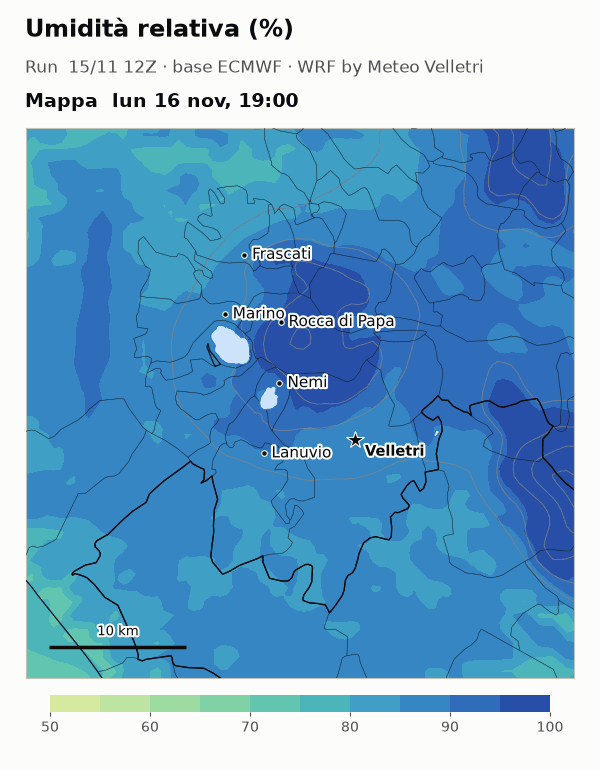 Umidità relativa (%)
Run  15/11 12Z · base ECMWF · WRF by Meteo Velletri
Mappa  lun 16 nov, 19:00
Frascati
Marino
Rocca di Papa
Nemi
Velletri
Lanuvio
10 km
50 60 70 80 90 100